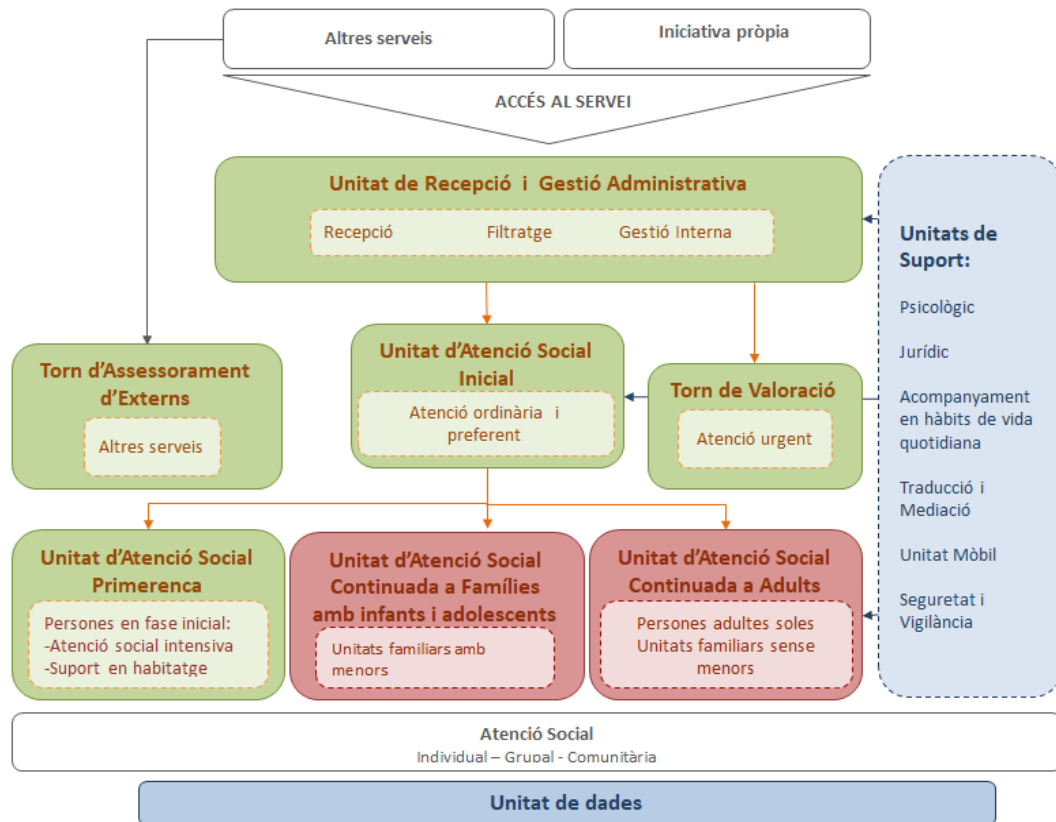 Altres serveis
Iniciativa pròpia
ACCÉS AL SERVEI
Unitat de Recepció i Gestió Administrativa
Recepció Filtratge Gestió Interna
Unitats de
Suport:
Psicològic
Jurídic
Acompanyament
en hàbits de vida
quotidiana
Traducció i
Mediació
Unitat Mòbil
Seguretat i
Vigilància
Torn d'Assessorament
d'Externs
Altres serveis
Unitat d'Atenció Social
Inicial
Atenció ordinària i
preferent
Torn de Valoració
Atenció urgent
Unitat d'Atenció Social
Primerenca
Persones en fase inicial:
-Atenció social intensiva
-Suport en habitatge
Unitat d'Atenció Social
Continuada a Famílies
amb infants i adolescents
Unitats familiars amb
menors
Unitat d'Atenció Social
Continuada a Adults
Persones adultes soles
Unitats familiars sense
menors
Atenció Social
Individual – Grupal - Comunitària
Unitat de dades